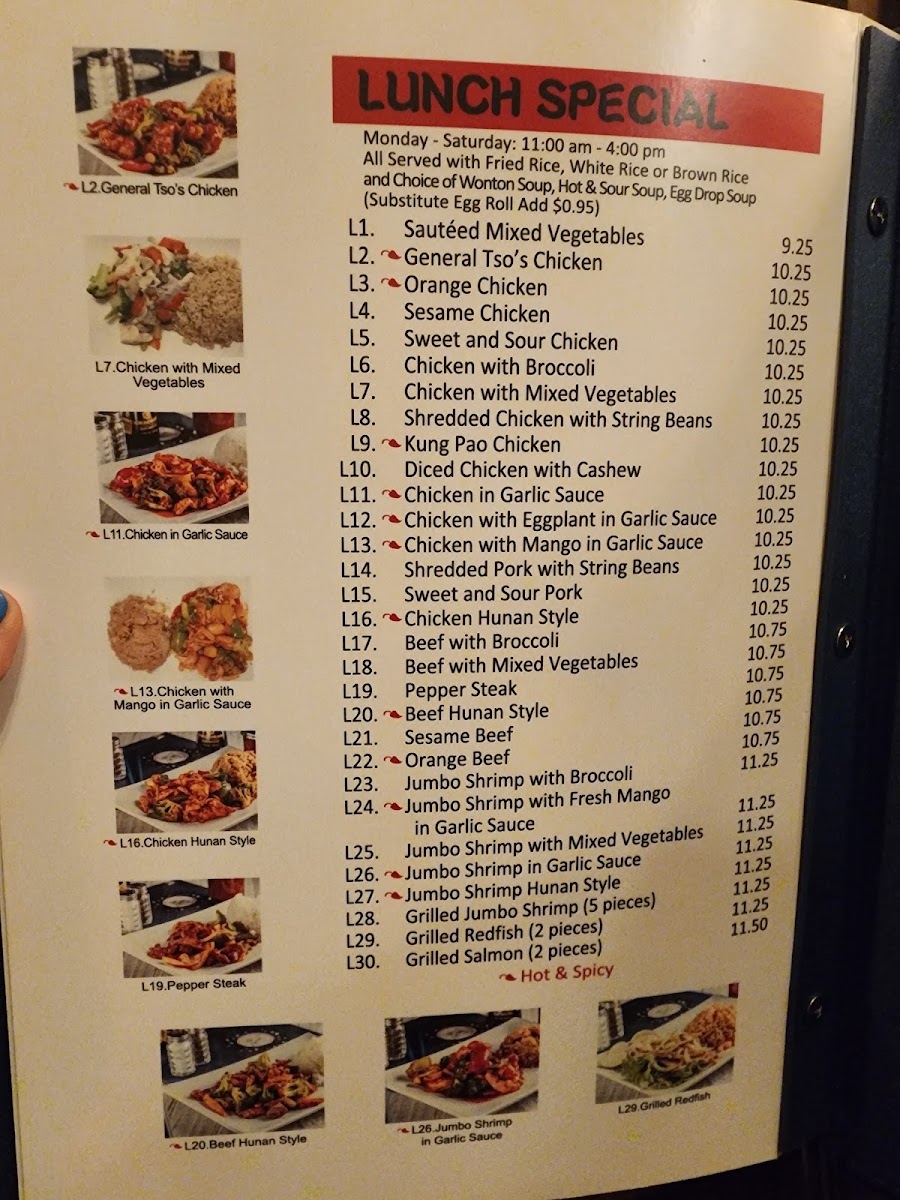 LUNCH SPECIAL
Monday - Saturday: 11:00 am - 4:00 pm
All Served with Fried Rice, White Rice or Brown Rice
and Choice of Wonton Soup, Hot & Sour Soup, Egg Drop Soup
(Substitute Egg Roll Add $0.95)
L1. Sautéed Mixed Vegetables 9.25
L2. General Tso's Chicken 10.25
L3. Orange Chicken 10.25
L4. Sesame Chicken 10.25
L5. Sweet and Sour Chicken 10.25
L6. Chicken with Broccoli 10.25
L7. Chicken with Mixed Vegetables 10.25
L8. Shredded Chicken with String Beans 10.25
L9. Kung Pao Chicken 10.25
L10. Diced Chicken with Cashew 10.25
L11. Chicken in Garlic Sauce 10.25
L12. Chicken with Eggplant in Garlic Sauce 10.25
L13. Chicken with Mango in Garlic Sauce 10.25
L14. Shredded Pork with String Beans 10.25
L15. Sweet and Sour Pork 10.25
L16. Chicken Hunan Style 10.25
L17. Beef with Broccoli 10.75
L18. Beef with Mixed Vegetables 10.75
L19. Pepper Steak 10.75
L20. Beef Hunan Style 10.75
L21. Sesame Beef 10.75
L22. Orange Beef 10.75
L23. Jumbo Shrimp with Broccoli 11.25
L24. Jumbo Shrimp with Fresh Mango
in Garlic Sauce 11.25
L25. Jumbo Shrimp with Mixed Vegetables 11.25
L26. Jumbo Shrimp in Garlic Sauce 11.25
L27. Jumbo Shrimp Hunan Style 11.25
L28. Grilled Jumbo Shrimp (5 pieces) 11.25
L29. Grilled Redfish (2 pieces) 11.25
L30. Grilled Salmon (2 pieces) 11.50
Hot & Spicy
L2.General Tso's Chicken
L7.Chicken with Mixed
Vegetables
L11.Chicken in Garlic Sauce
L13.Chicken with
Mango in Garlic Sauce
L16.Chicken Hunan Style
L19.Pepper Steak
L20.Beef Hunan Style
L26.Jumbo Shrimp
in Garlic Sauce
L29.Grilled Redfish